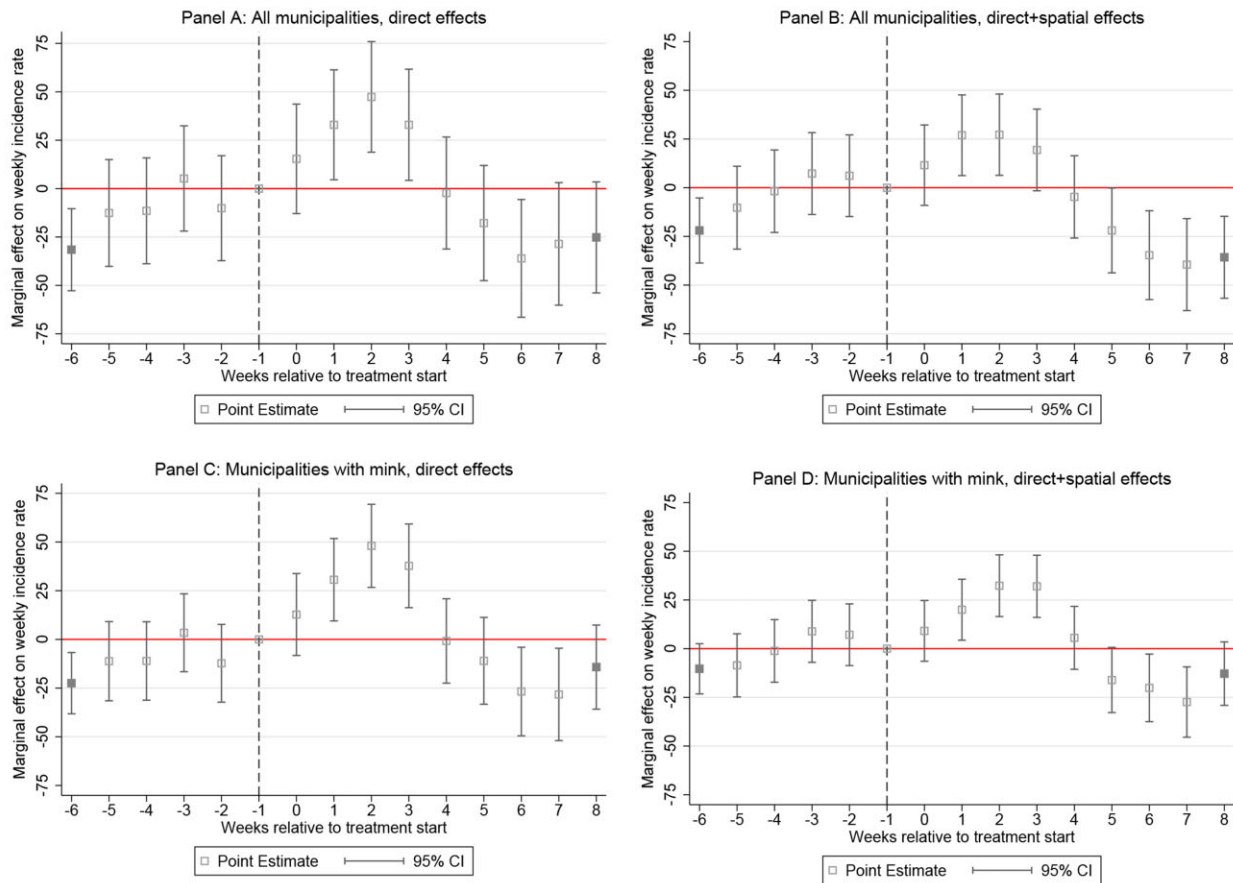 Panel A: All municipalities, direct effects
Marginal effect on weekly incidence rate
75
50
25
0
-25
-50
-75
-6 -5 -4 -3 -2 -1 0 1 2 3 4 5 6 7 8
Weeks relative to treatment start
Point Estimate 95% CI
Panel B: All municipalities, direct+spatial effects
Marginal effect on weekly incidence rate
75
50
25
0
-25
-50
-75
-6 -5 -4 -3 -2 -1 0 1 2 3 4 5 6 7 8
Weeks relative to treatment start
Point Estimate 95% CI
Panel C: Municipalities with mink, direct effects
Marginal effect on weekly incidence rate
75
50
25
0
-25
-50
-75
-6 -5 -4 -3 -2 -1 0 1 2 3 4 5 6 7 8
Weeks relative to treatment start
Point Estimate 95% CI
Panel D: Municipalities with mink, direct+spatial effects
Marginal effect on weekly incidence rate
75
50
25
0
-25
-50
-75
-6 -5 -4 -3 -2 -1 0 1 2 3 4 5 6 7 8
Weeks relative to treatment start
Point Estimate 95% CI